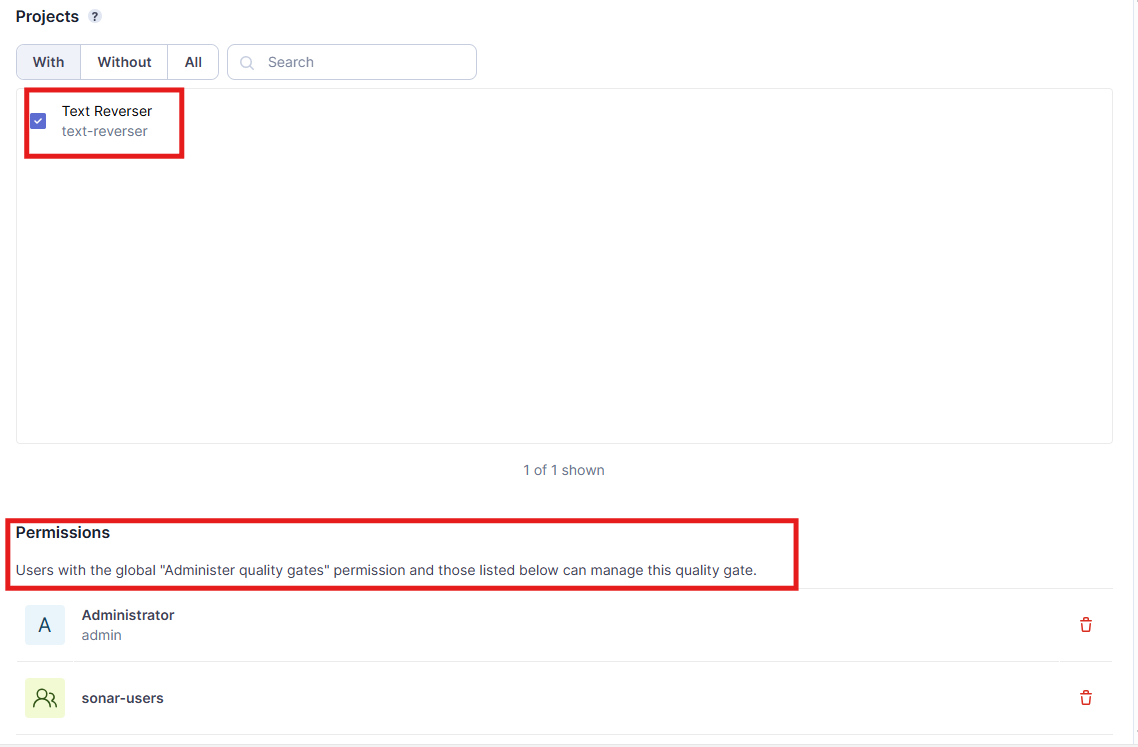 Projects ?
With Without All Search
Text Reverser
text-reverser
1 of 1 shown
Permissions
Users with the global "Administer quality gates" permission and those listed below can manage this quality gate.
A
Administrator
admin
sonar-users